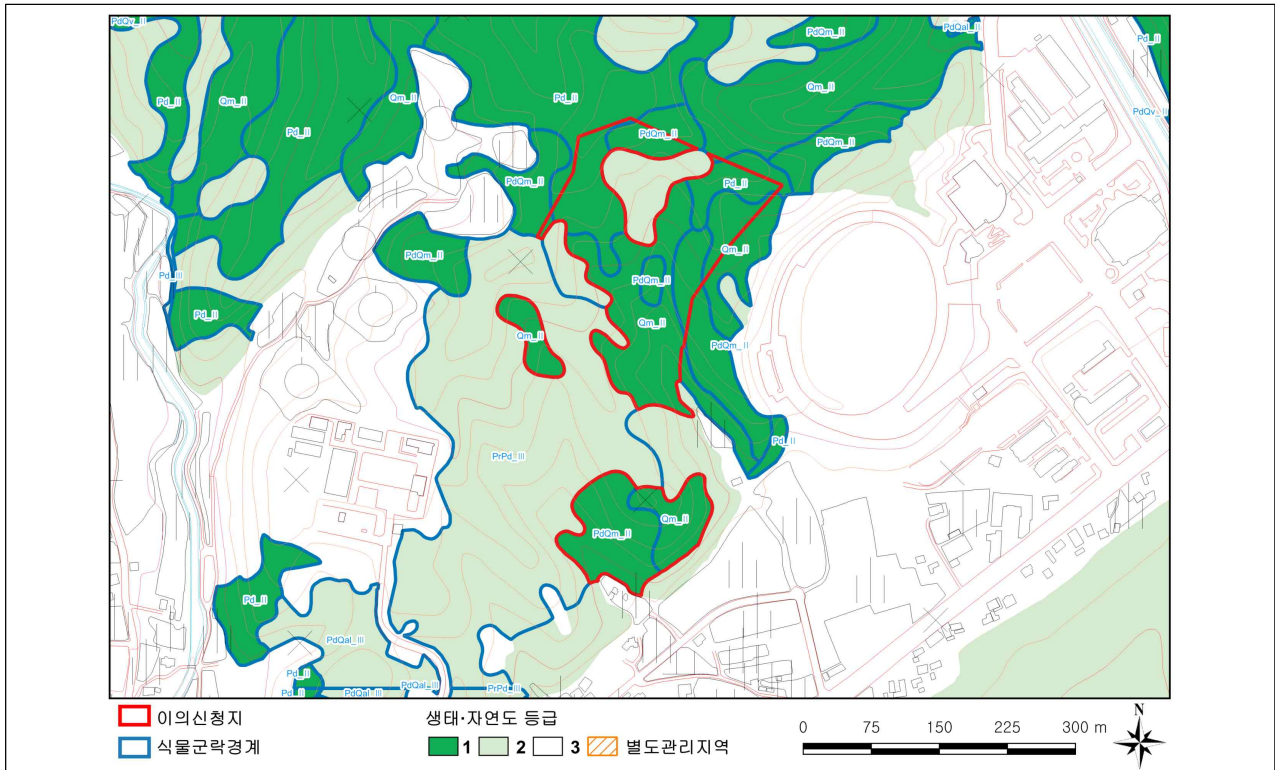 PdQv_II
PdQm_II
PdQal_II
Pd_II
Pd_II
Qm_II
Qm_II
Pd_II
Qm_II
PdQv_II
Pd_II
PdQm_II
PdQm_II
PdQm_II
Pd_II
PdQm_II
Qm_II
Pd_III
PdQm_II
Pd_II
Qm_II
Qm_II
PdQm_II
Pd_II
PrPd_III
Qm_II
PdQm_II
Pd_II
PdQal_III
Pd_II
Pd_II
PdQal_III
PdQal_III
PrPd_III
이의신청지
식물군락경계
생태·자연도 등급
1 2 3 별도관리지역
0 75 150 225 300 m
N